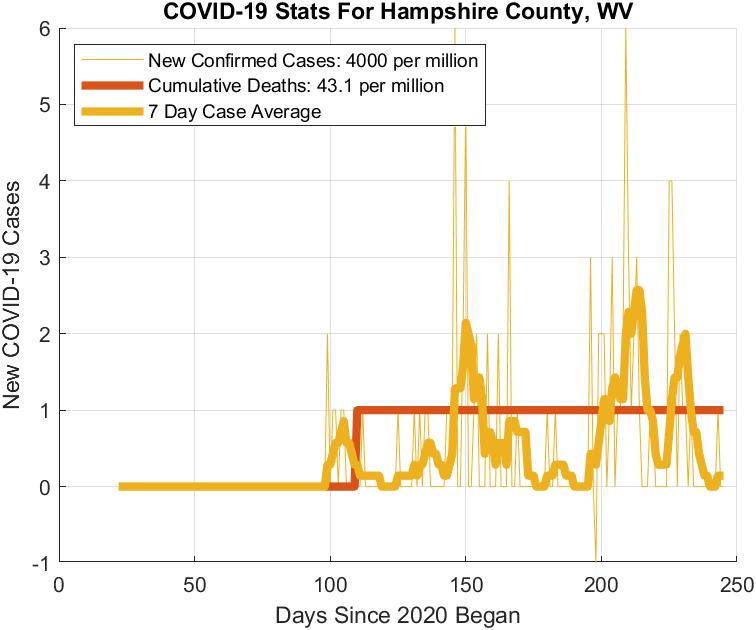 COVID-19 Stats For Hampshire County, WV
New Confirmed Cases: 4000 per million
Cumulative Deaths: 43.1 per million
7 Day Case Average
New COVID-19 Cases
6
5
4
3
2
1
0
-1
0 50 100 150 200 250
Days Since 2020 Began